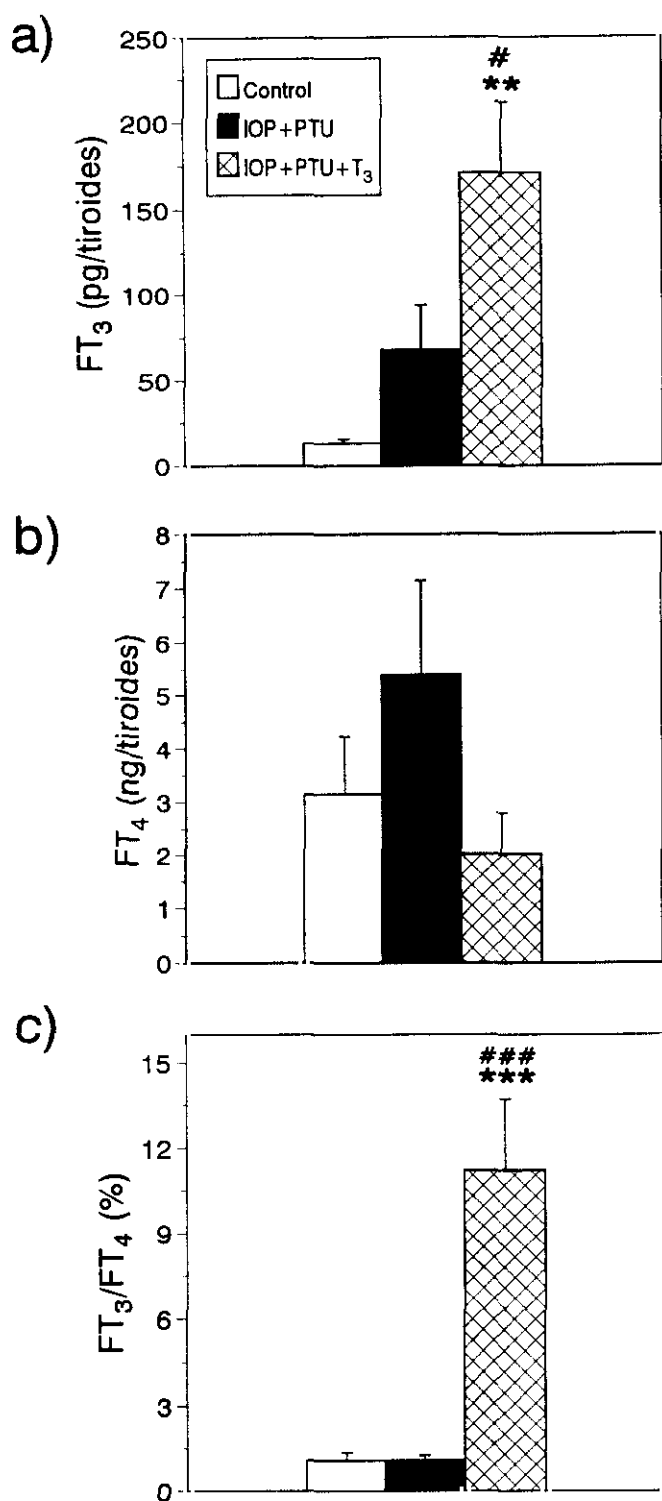 a)
250
200
150
100
50
0
FT3 (pg/tiroides)
Control
IOP+PTU
IOP+PTU+T3
#
**
b)
8
7
6
5
4
3
2
1
0
FT4 (ng/tiroides)
c)
15
12
9
6
3
0
FT3/FT4 (%)
###
***